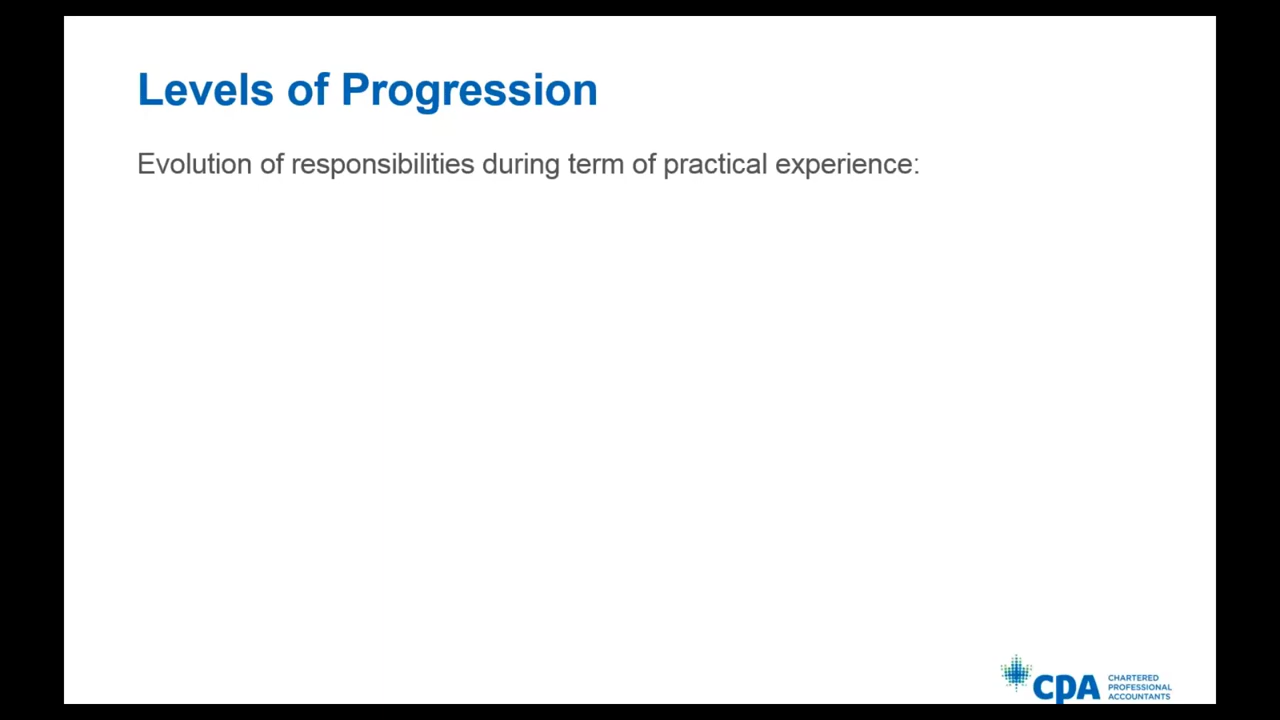 Levels of Progression
Evolution of responsibilities during term of practical experience:
CPA
CHARTERED
PROFESSIONAL
ACCOUNTANTS